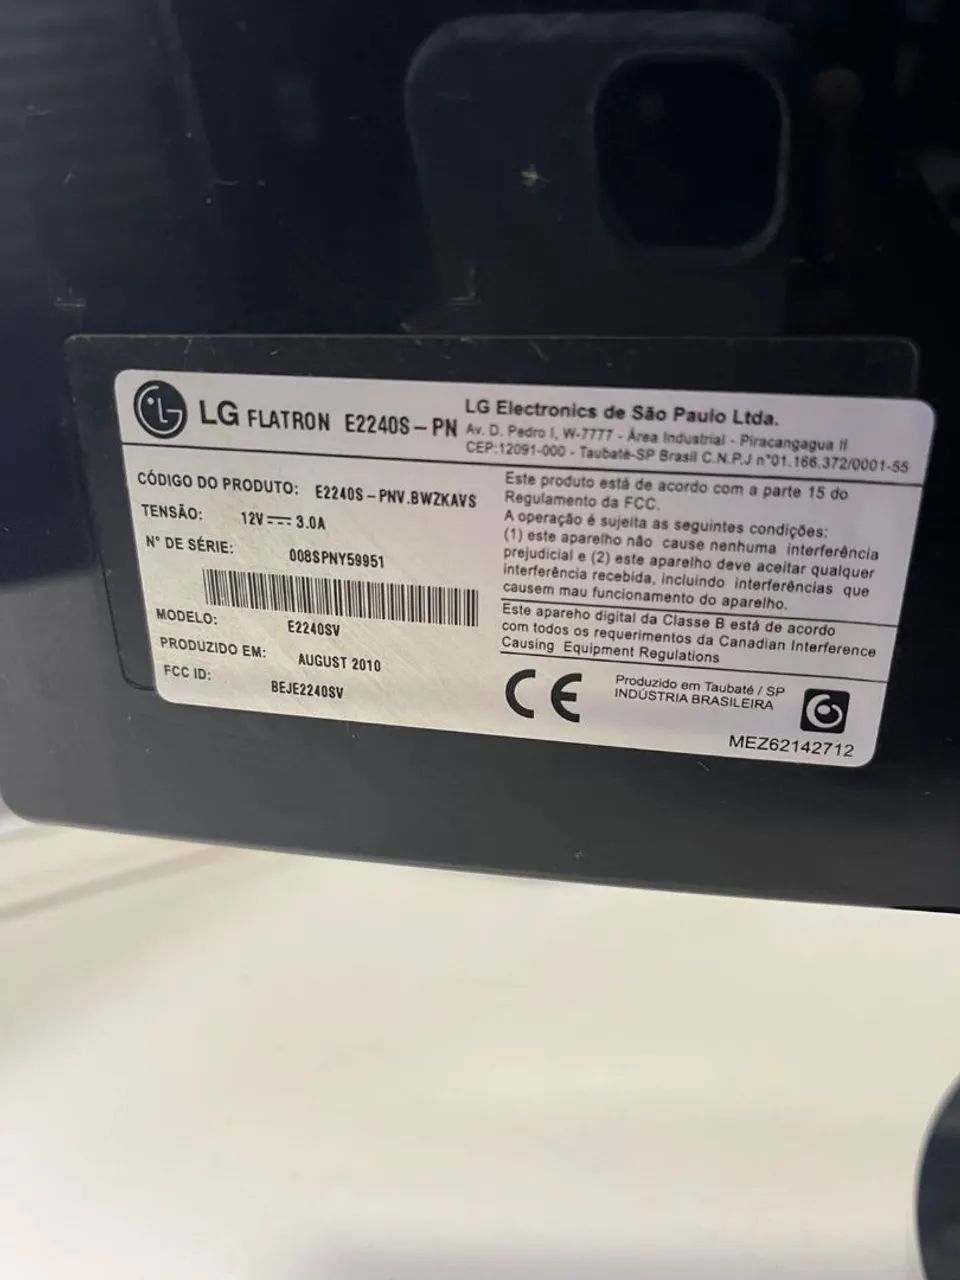 LG FLATRON E2240S-PN
LG Electronics de São Paulo Ltda.
Av. D. Pedro I, W-7777 - Área Industrial - Piracangagua II
CEP:12091-000 - Taubaté-SP Brasil C.N.P.J n°01.166.372/0001-55
CÓDIGO DO PRODUTO: E2240S-PNV.BWZKAVS
TENSÃO: 12V⎓ 3.0A
N° DE SÉRIE: 008SPNY59951
MODELO: E2240SV
PRODUZIDO EM: AUGUST 2010
FCC ID: BEJE2240SV
Este produto está de acordo com a parte 15 do
Regulamento da FCC.
A operação é sujeita as seguintes condições:
(1) este aparelho não cause nenhuma interferência
prejudicial e (2) este aparelho deve aceitar qualquer
interferência recebida, incluindo interferências que
causem mau funcionamento do aparelho.
Este apareho digital da Classe B está de acordo
com todos os requerimentos da Canadian Interference
Causing Equipment Regulations
CE
Produzido em Taubaté / SP
INDÚSTRIA BRASILEIRA
MEZ62142712